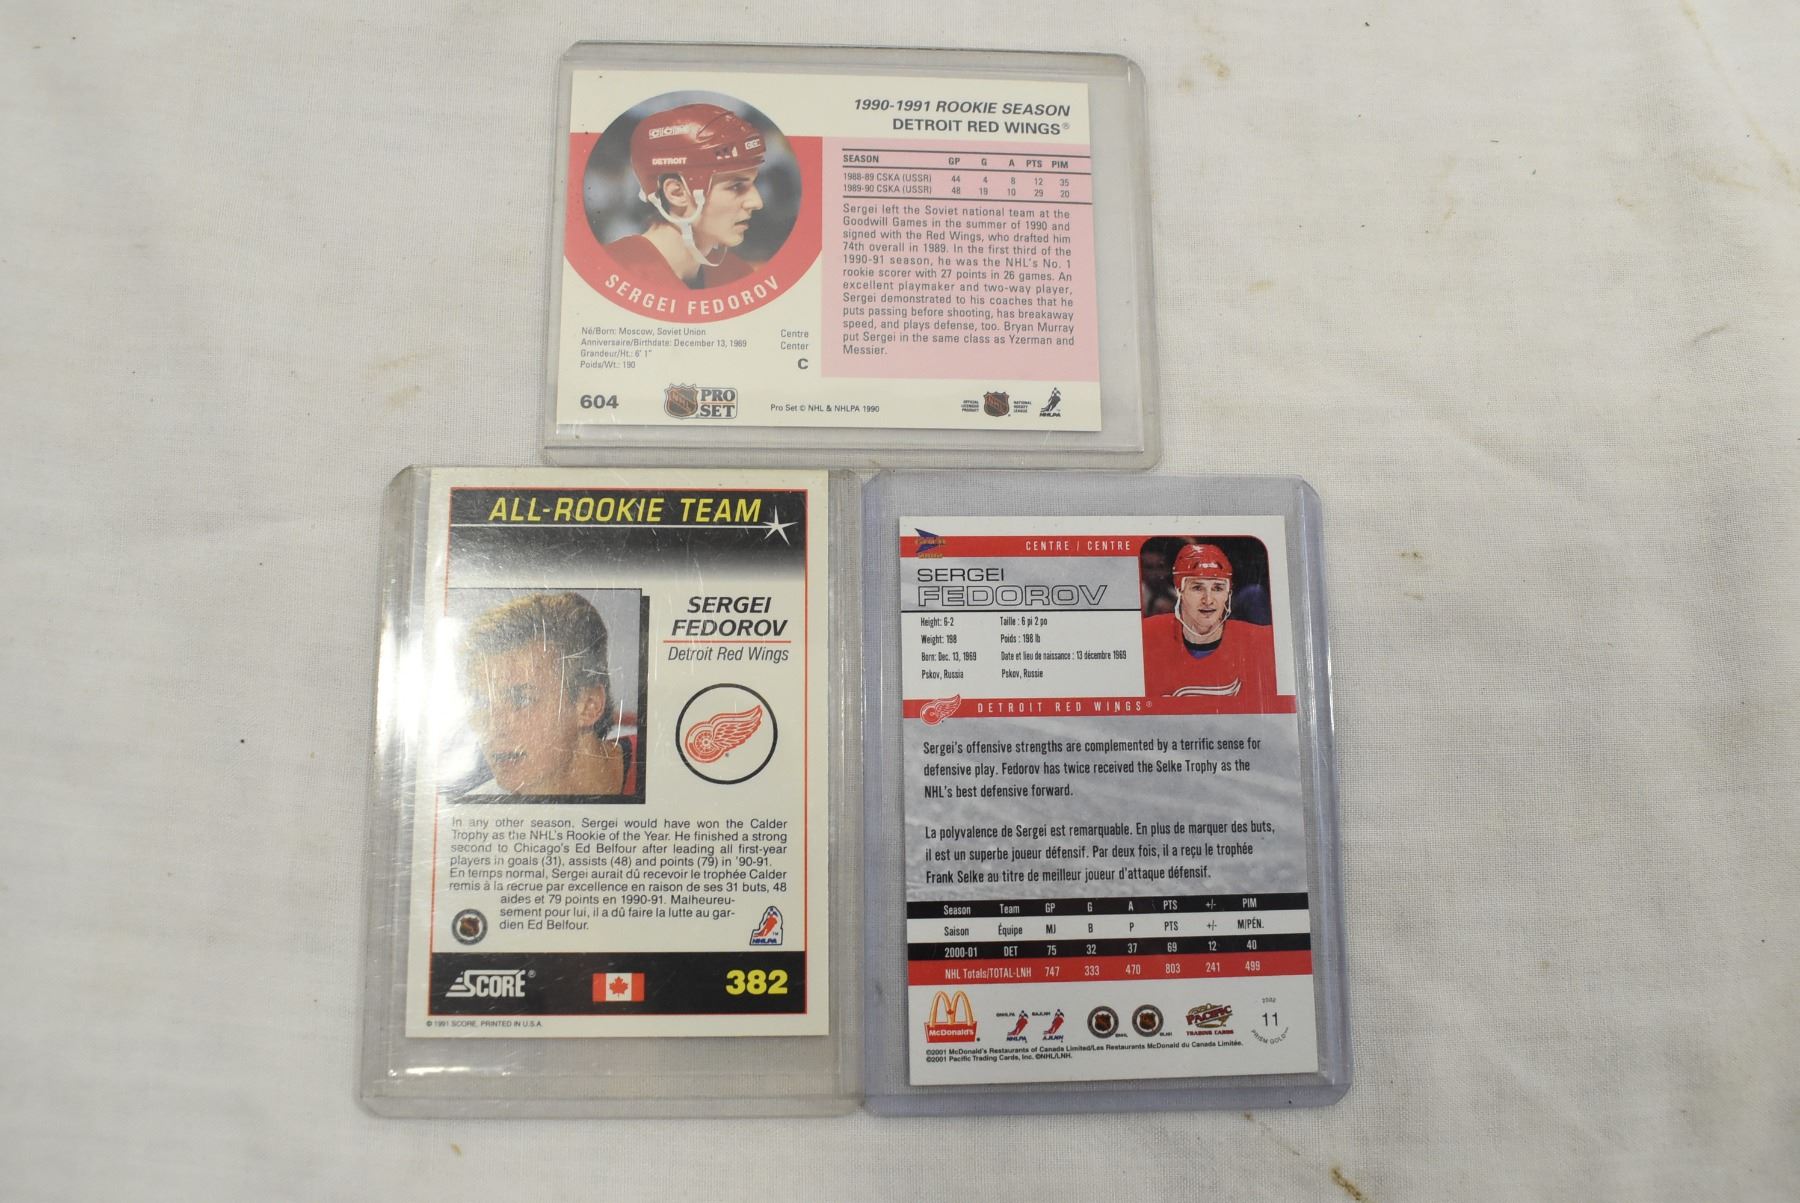 1990-1991 ROOKIE SEASON
DETROIT RED WINGS®
CCM
DETROIT
SERGEI FEDOROV
SEASON GP G A PTS PIM
1988-89 CSKA (USSR) 44 4 8 12 35
1989-90 CSKA (USSR) 48 19 10 29 20
Sergei left the Soviet national team at the
Goodwill Games in the summer of 1990 and
signed with the Red Wings, who drafted him
74th overall in 1989. In the first third of the
1990-91 season, he was the NHL's No. 1
rookie scorer with 27 points in 26 games. An
excellent playmaker and two-way player,
Sergei demonstrated to his coaches that he
puts passing before shooting, has breakaway
speed, and plays defense, too. Bryan Murray
put Sergei in the same class as Yzerman and
Messier.
Né/Born: Moscow, Soviet Union
Anniversaire/Birthdate: December 13, 1969
Grandeur/Ht.: 6' 1"
Poids/Wt.: 190
Centre
Center
C
604
NHL
PRO
SET
Pro Set © NHL & NHLPA 1990
OFFICIAL
LICENSED
PRODUCT
NHL
NATIONAL
HOCKEY
LEAGUE
NHLPA
ALL-ROOKIE TEAM
SERGEI
FEDOROV
Detroit Red Wings
In any other season, Sergei would have won the Calder
Trophy as the NHL's Rookie of the Year. He finished a strong
second to Chicago's Ed Belfour after leading all first-year
players in goals (31), assists (48) and points (79) in '90-91.
En temps normal, Sergei aurait dû recevoir le trophée Calder
remis à la recrue par excellence en raison de ses 31 buts, 48
aides et 79 points en 1990-91. Malheureu-
sement pour lui, il a dû faire la lutte au gar-
dien Ed Belfour.
NHLPA
SCORE®
382
© 1991 SCORE, PRINTED IN U.S.A.
CENTRE / CENTRE
SERGEI
FEDOROV
Height: 6-2 Taille : 6 pi 2 po
Weight: 198 Poids : 198 lb
Born: Dec. 13, 1969 Date et lieu de naissance : 13 décembre 1969
Pskov, Russia Pskov, Russie
DETROIT RED WINGS®
Sergei's offensive strengths are complemented by a terrific sense for
defensive play. Fedorov has twice received the Selke Trophy as the
NHL's best defensive forward.
La polyvalence de Sergei est remarquable. En plus de marquer des buts,
il est un superbe joueur défensif. Par deux fois, il a reçu le trophée
Frank Selke au titre de meilleur joueur d'attaque défensif.
Season Team GP G A PTS +/- PIM
Saison Équipe MJ B P PTS +/- M/PÉN.
2000-01 DET 75 32 37 69 12 40
NHL Totals/TOTAL-LNH 747 333 470 803 241 499
McDonald's
NHLPA
AJLNH
PACIFIC
TRADING CARDS
2002
11
PRISM GOLD
©2001 McDonald's Restaurants of Canada Limited/Les Restaurants McDonald du Canada Limitée.
©2001 Pacific Trading Cards, Inc. ©NHL/LNH.